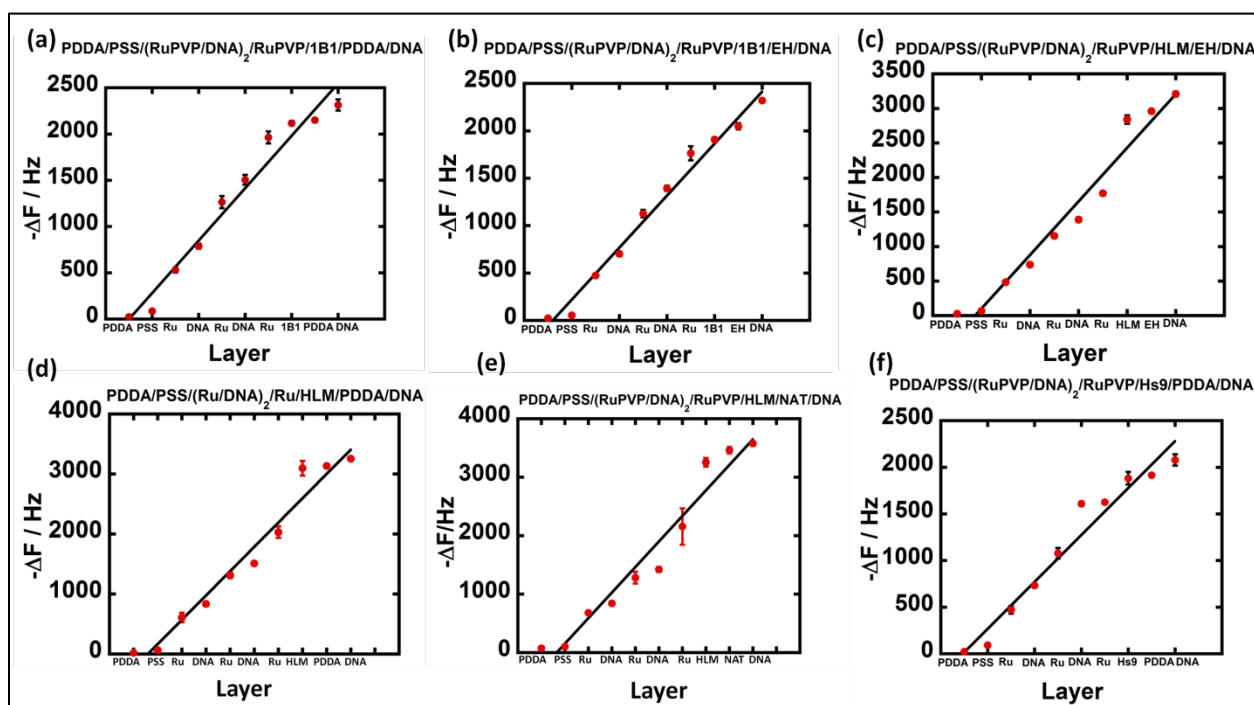 (a)
PDDA/PSS/(RuPVP/DNA)₂/RuPVP/1B1/PDDA/DNA
-ΔF / Hz
2500
2000
1500
1000
500
0
PDDA PSS Ru DNA Ru DNA Ru 1B1 PDDA DNA
Layer
(b)
PDDA/PSS/(RuPVP/DNA)₂/RuPVP/1B1/EH/DNA
-ΔF / Hz
2500
2000
1500
1000
500
0
PDDA PSS Ru DNA Ru DNA Ru 1B1 EH DNA
Layer
(c)
PDDA/PSS/(RuPVP/DNA)₂/RuPVP/HLM/EH/DNA
-ΔF / Hz
3500
3000
2500
2000
1500
1000
500
0
PDDA PSS Ru DNA Ru DNA Ru HLM EH DNA
Layer
(d)
PDDA/PSS/(Ru/DNA)₂/Ru/HLM/PDDA/DNA
-ΔF / Hz
4000
3000
2000
1000
0
PDDA PSS Ru DNA Ru DNA Ru HLM PDDA DNA
Layer
(e)
PDDA/PSS/(RuPVP/DNA)₂/RuPVP/HLM/NAT/DNA
-ΔF/Hz
4000
3000
2000
1000
0
PDDA PSS Ru DNA Ru DNA Ru HLM NAT DNA
Layer
(f)
PDDA/PSS/(RuPVP/DNA)₂/RuPVP/Hs9/PDDA/DNA
-ΔF / Hz
2500
2000
1500
1000
500
0
PDDA PSS Ru DNA Ru DNA Ru Hs9 PDDA DNA
Layer